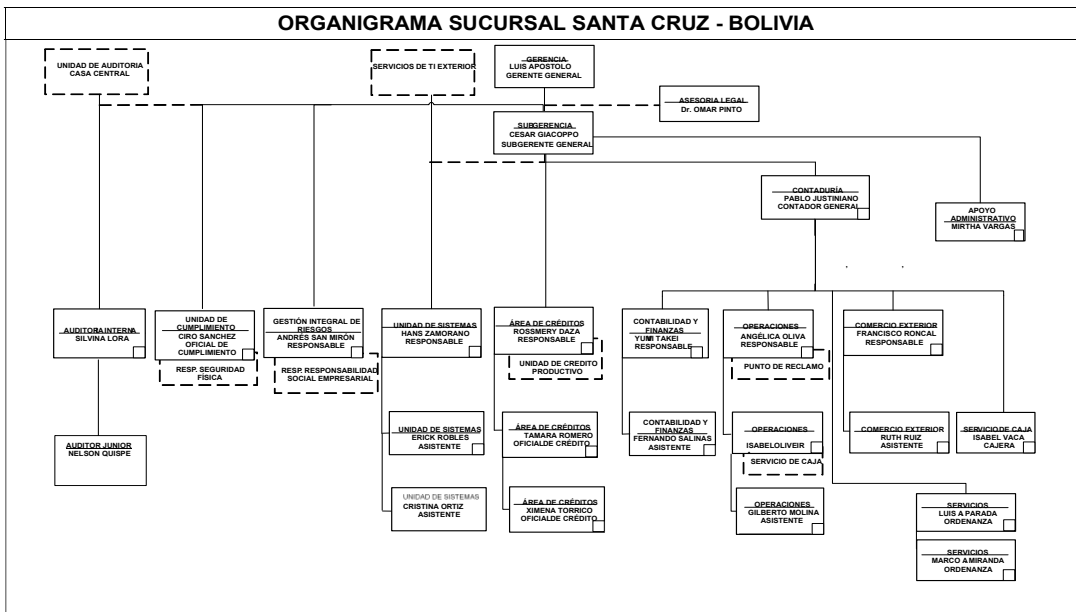 ORGANIGRAMA SUCURSAL SANTA CRUZ - BOLIVIA
UNIDAD DE AUDITORIA
CASA CENTRAL
SERVICIOS DE TI EXTERIOR
GERENCIA
LUIS APOSTOLO
GERENTE GENERAL
ASESORIA LEGAL
Dr. OMAR PINTO
SUBGERENCIA
CESAR GIACOPPO
SUBGERENTE GENERAL
CONTADURÍA
PABLO JUSTINIANO
CONTADOR GENERAL
APOYO
ADMINISTRATIVO
MIRTHA VARGAS
AUDITORIA INTERNA
SILVINA LORA
UNIDAD DE
CUMPLIMIENTO
CIRO SANCHEZ
OFICIAL DE
CUMPLIMIENTO
RESP. SEGURIDAD
FÍSICA
GESTIÓN INTEGRAL DE
RIESGOS
ANDRÉS SAN MIRÓN
RESPONSABLE
RESP. RESPONSABILIDAD
SOCIAL EMPRESARIAL
UNIDAD DE SISTEMAS
HANS ZAMORANO
RESPONSABLE
ÁREA DE CRÉDITOS
ROSSMERY DAZA
RESPONSABLE
UNIDAD DE CREDITO
PRODUCTIVO
CONTABILIDAD Y
FINANZAS
YUMI TAKEI
RESPONSABLE
OPERACIONES
ANGÉLICA OLIVA
RESPONSABLE
PUNTO DE RECLAMO
COMERCIO EXTERIOR
FRANCISCO RONCAL
RESPONSABLE
AUDITOR JUNIOR
NELSON QUISPE
UNIDAD DE SISTEMAS
ERICK ROBLES
ASISTENTE
ÁREA DE CRÉDITOS
TAMARA ROMERO
OFICIALDE CRÉDITO
CONTABILIDAD Y
FINANZAS
FERNANDO SALINAS
ASISTENTE
OPERACIONES
ISABELOLIVEIR
SERVICIO DE CAJA
COMERCIO EXTERIOR
RUTH RUIZ
ASISTENTE
SERVICIO DE CAJA
ISABEL VACA
CAJERA
UNIDAD DE SISTEMAS
CRISTINA ORTIZ
ASISTENTE
ÁREA DE CRÉDITOS
XIMENA TORRICO
OFICIALDE CRÉDITO
OPERACIONES
GILBERTO MOLINA
ASISTENTE
SERVICIOS
LUIS A PARADA
ORDENANZA
SERVICIOS
MARCO A MIRANDA
ORDENANZA